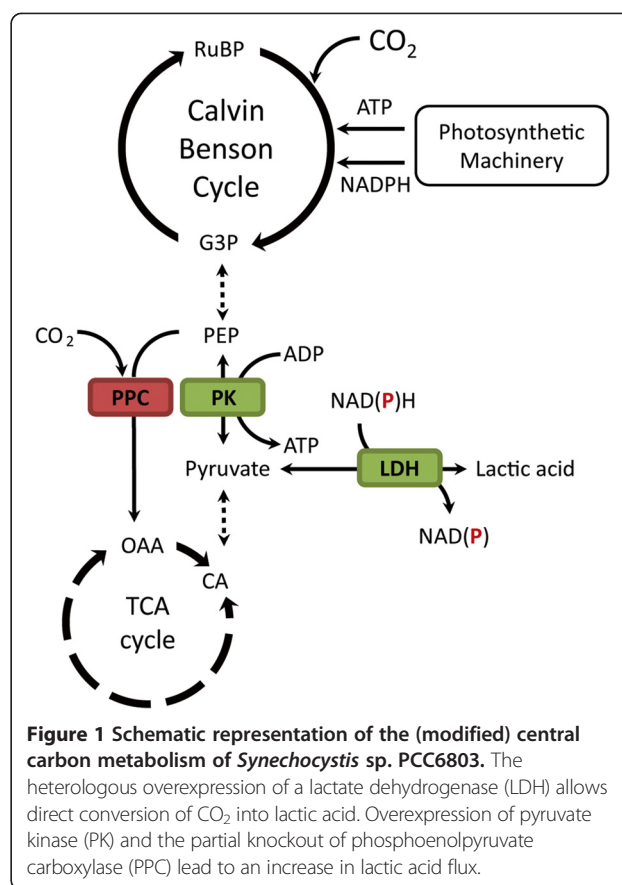 RuBP
CO₂
Calvin
Benson
Cycle
ATP
NADPH
Photosynthetic
Machinery
G3P
CO₂
PEP
ADP
PPC
PK
NAD(P)H
ATP
Pyruvate
LDH
Lactic acid
NAD(P)
OAA
CA
TCA
cycle
Figure 1 Schematic representation of the (modified) central
carbon metabolism of Synechocystis sp. PCC6803. The
heterologous overexpression of a lactate dehydrogenase (LDH) allows
direct conversion of CO₂ into lactic acid. Overexpression of pyruvate
kinase (PK) and the partial knockout of phosphoenolpyruvate
carboxylase (PPC) lead to an increase in lactic acid flux.